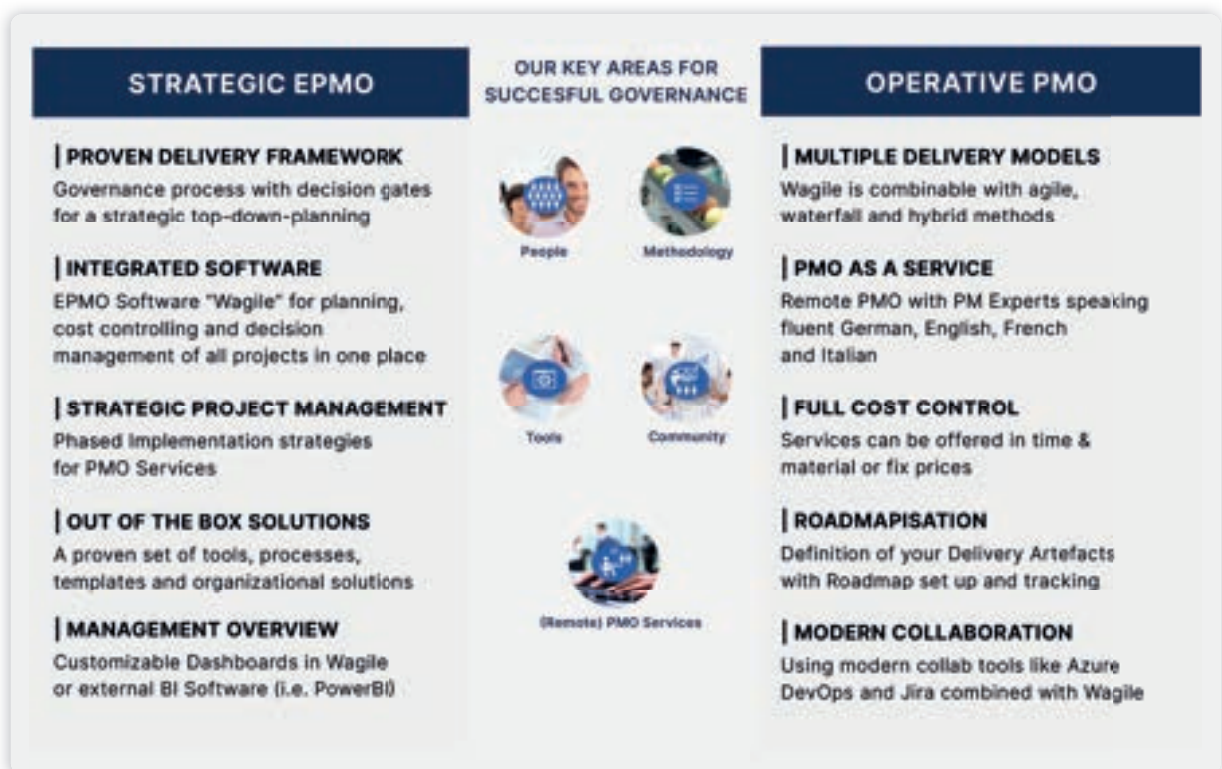 STRATEGIC EPMO
| PROVEN DELIVERY FRAMEWORK
Governance process with decision gates
for a strategic top-down-planning
| INTEGRATED SOFTWARE
EPMO Software "Wagile" for planning,
cost controlling and decision
management of all projects in one place
| STRATEGIC PROJECT MANAGEMENT
Phased Implementation strategies
for PMO Services
| OUT OF THE BOX SOLUTIONS
A proven set of tools, processes,
templates and organizational solutions
| MANAGEMENT OVERVIEW
Customizable Dashboards in Wagile
or external BI Software (i.e. PowerBI)
OUR KEY AREAS FOR
SUCCESFUL GOVERNANCE
People
Methodology
Tools
Community
(Remote) PMO Services
OPERATIVE PMO
| MULTIPLE DELIVERY MODELS
Wagile is combinable with agile,
waterfall and hybrid methods
| PMO AS A SERVICE
Remote PMO with PM Experts speaking
fluent German, English, French
and Italian
| FULL COST CONTROL
Services can be offered in time &
material or fix prices
| ROADMAPISATION
Definition of your Delivery Artefacts
with Roadmap set up and tracking
| MODERN COLLABORATION
Using modern collab tools like Azure
DevOps and Jira combined with Wagile